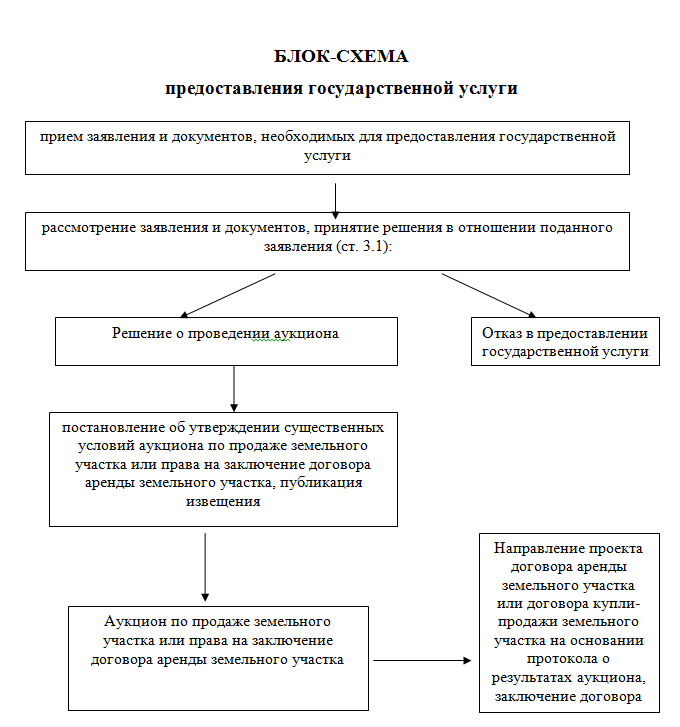 БЛОК-СХЕМА
предоставления государственной услуги
прием заявления и документов, необходимых для предоставления государственной
услуги
рассмотрение заявления и документов, принятие решения в отношении поданного
заявления (ст. 3.1):
Решение о проведении аукциона
Отказ в предоставлении
государственной услуги
постановление об утверждении существенных
условий аукциона по продаже земельного
участка или права на заключение договора
аренды земельного участка, публикация
извещения
Аукцион по продаже земельного
участка или права на заключение
договора аренды земельного участка
Направление проекта
договора аренды
земельного участка
или договора купли-
продажи земельного
участка на основании
протокола о
результатах аукциона,
заключение договора